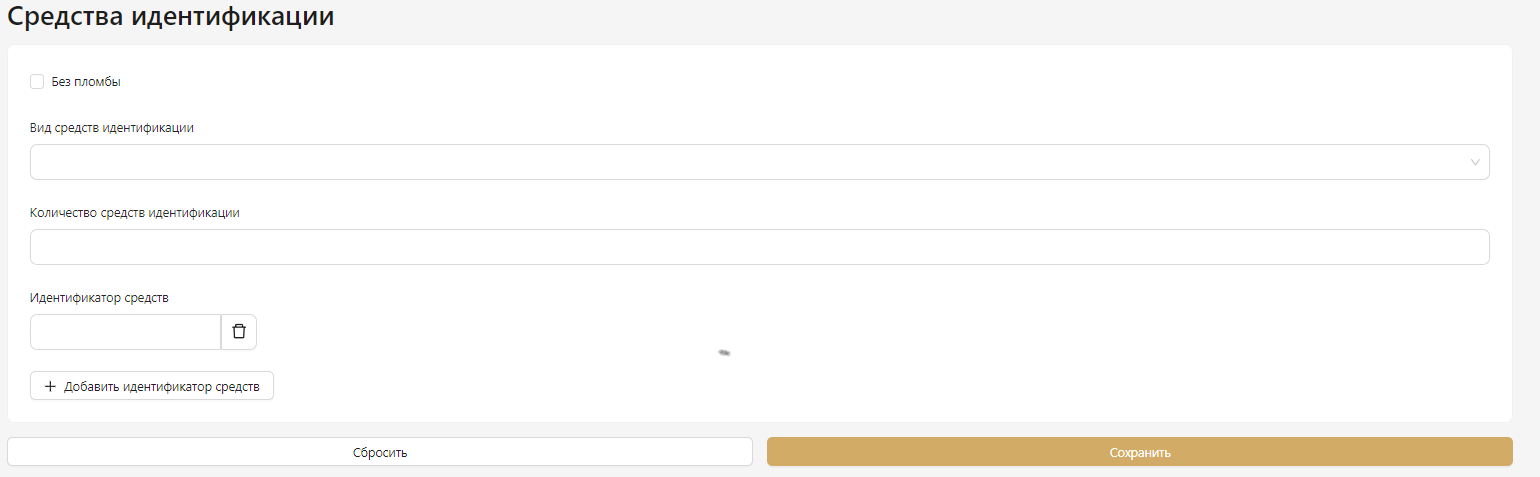 Средства идентификации
Без пломбы
Вид средств идентификации
Количество средств идентификации
Идентификатор средств
Добавить идентификатор средств
Сбросить
Сохранить